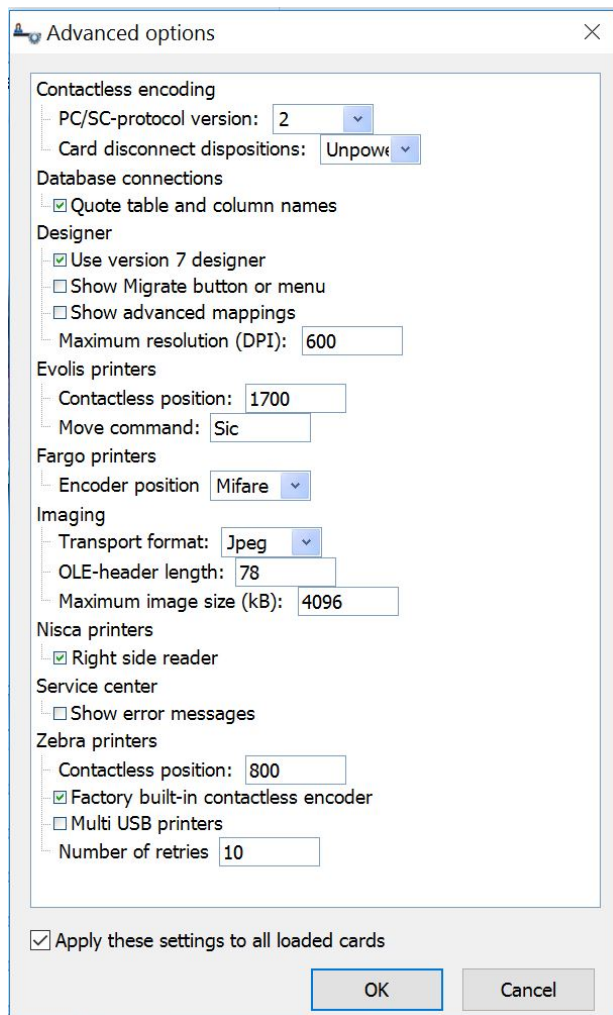 Advanced options
Contactless encoding
PC/SC-protocol version: 2
Card disconnect dispositions: Unpowe
Database connections
Quote table and column names
Designer
Use version 7 designer
Show Migrate button or menu
Show advanced mappings
Maximum resolution (DPI): 600
Evolis printers
Contactless position: 1700
Move command: Sic
Fargo printers
Encoder position Mifare
Imaging
Transport format: Jpeg
OLE-header length: 78
Maximum image size (kB): 4096
Nisca printers
Right side reader
Service center
Show error messages
Zebra printers
Contactless position: 800
Factory built-in contactless encoder
Multi USB printers
Number of retries 10
Apply these settings to all loaded cards
OK Cancel